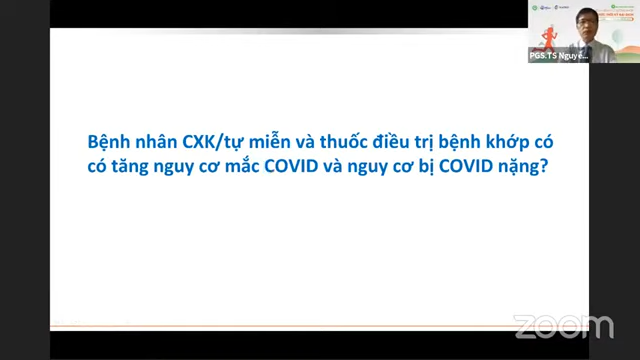 Bệnh nhân CXK/tự miễn và thuốc điều trị bệnh khớp có
có tăng nguy cơ mắc COVID và nguy cơ bị COVID nặng?
PGS.TS Nguyễ...
zoom